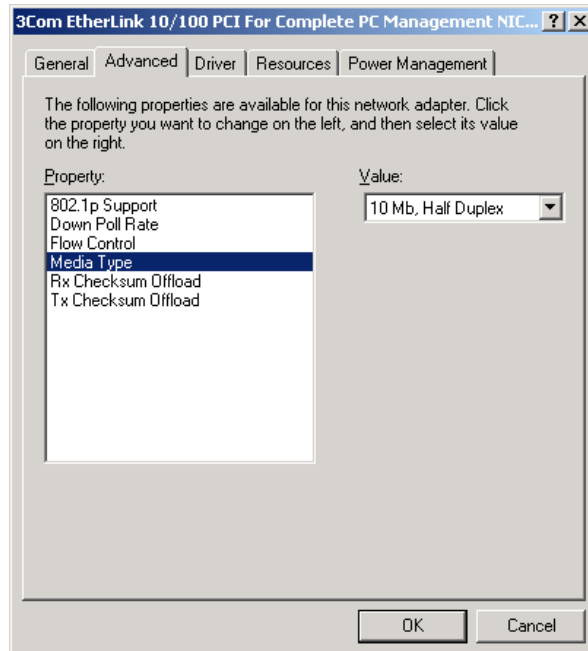 3Com EtherLink 10/100 PCI For Complete PC Management NIC...
General Advanced Driver Resources Power Management
The following properties are available for this network adapter. Click
the property you want to change on the left, and then select its value
on the right.
Property: Value:
802.1p Support 10 Mb, Half Duplex
Down Poll Rate
Flow Control
Media Type
Rx Checksum Offload
Tx Checksum Offload
OK Cancel